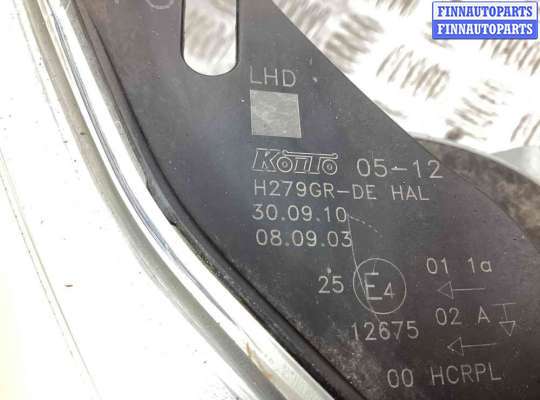 FINNAUTOPARTS
FINNAUTOPARTS
LHD
Koito 05-12
H279GR-DE HAL
30.09.10
08.09.03
25 E4 01 1a
12675 02 A
00 HCRPL